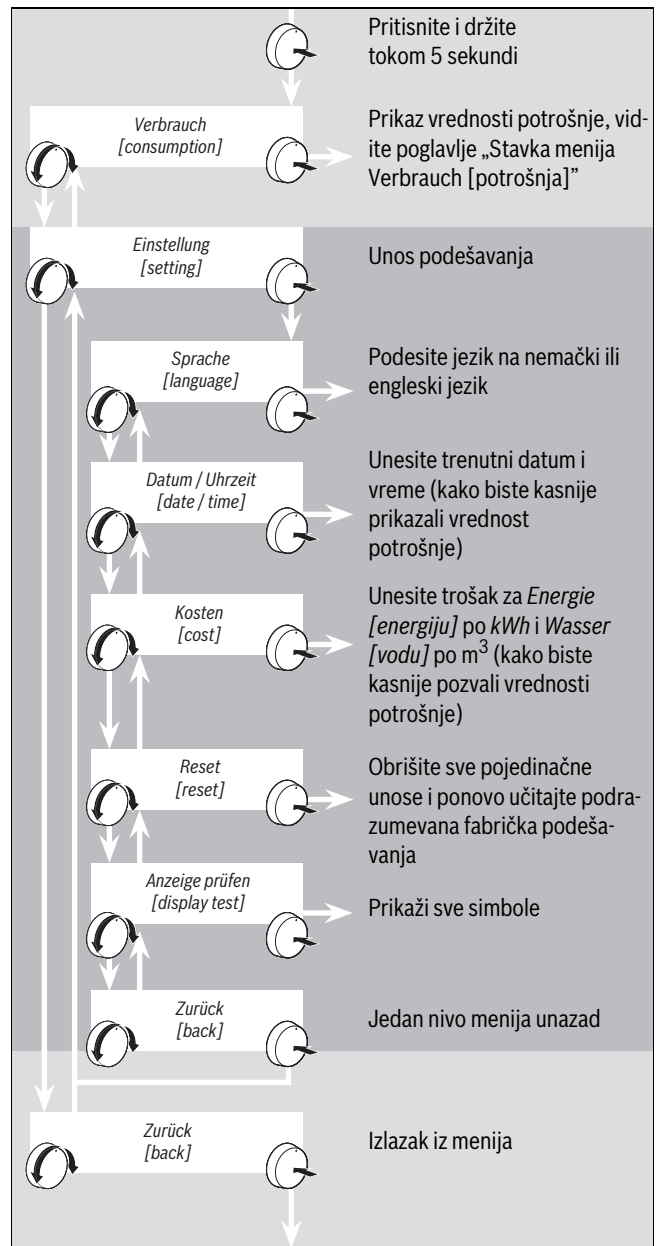 Pritisnite i držite
tokom 5 sekundi
Verbrauch
[consumption]
Prikaz vrednosti potrošnje, vid-
ite poglavlje „Stavka menija
Verbrauch [potrošnja]”
Einstellung
[setting]
Unos podešavanja
Sprache
[language]
Podesite jezik na nemački ili
engleski jezik
Datum / Uhrzeit
[date / time]
Unesite trenutni datum i
vreme (kako biste kasnije
prikazali vrednost
potrošnje)
Kosten
[cost]
Unesite trošak za Energie
[energiju] po kWh i Wasser
[vodu] po m³ (kako biste
kasnije pozvali vrednosti
potrošnje)
Reset
[reset]
Obrišite sve pojedinačne
unose i ponovo učitajte podra-
zumevana fabrička podeša-
vanja
Anzeige prüfen
[display test]
Prikaži sve simbole
Zurück
[back]
Jedan nivo menija unazad
Zurück
[back]
Izlazak iz menija